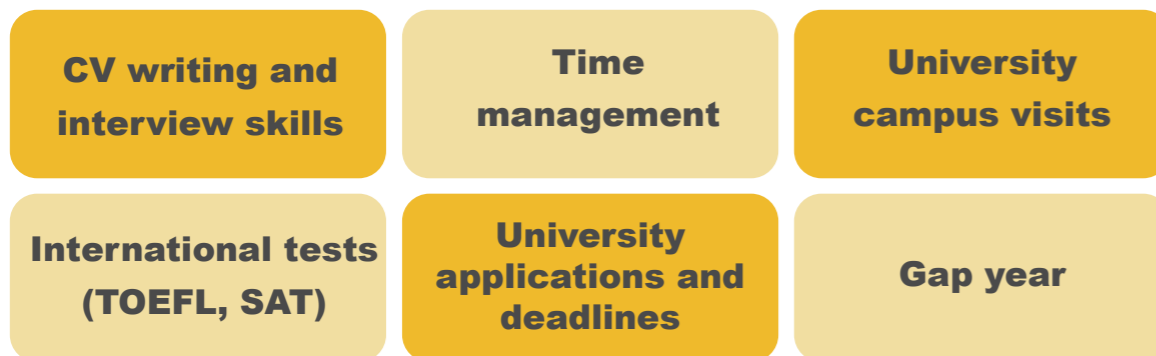 CV writing and
interview skills
Time
management
University
campus visits
International tests
(TOEFL, SAT)
University
applications and
deadlines
Gap year